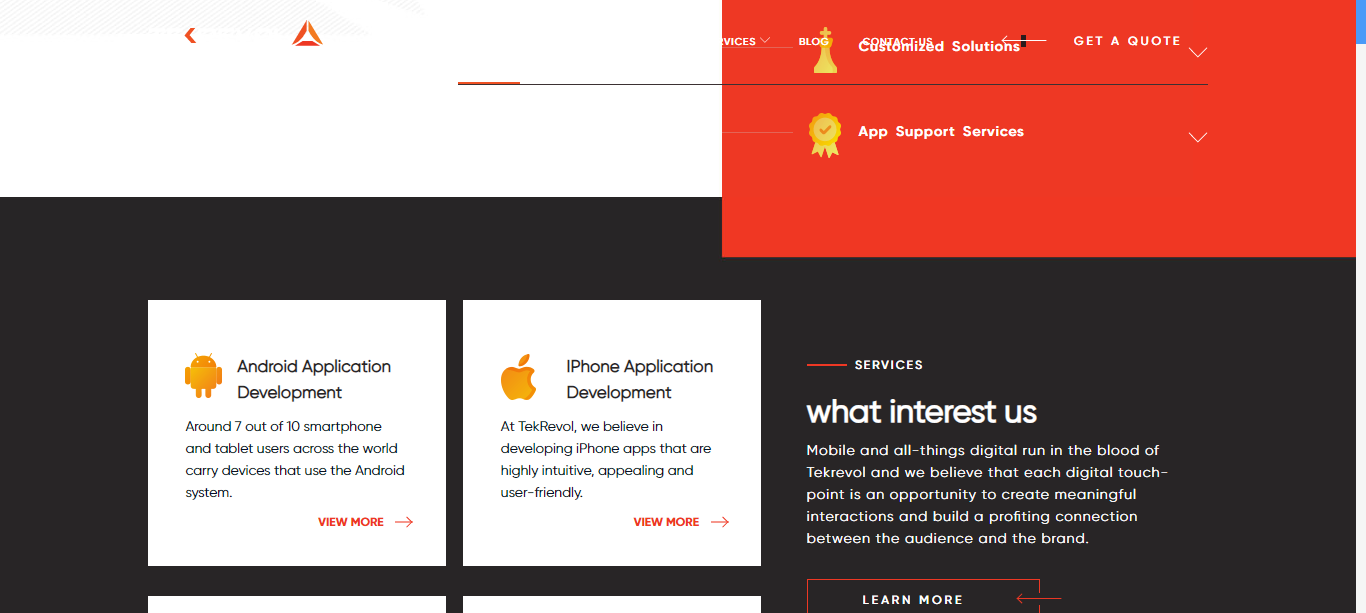 RVICES
BLOG
CONTACT US
GET A QUOTE
Customized Solutions
App Support Services
Android Application
Development
Around 7 out of 10 smartphone
and tablet users across the world
carry devices that use the Android
system.
VIEW MORE
IPhone Application
Development
At TekRevol, we believe in
developing iPhone apps that are
highly intuitive, appealing and
user-friendly.
VIEW MORE
SERVICES
what interest us
Mobile and all-things digital run in the blood of
Tekrevol and we believe that each digital touch-
point is an opportunity to create meaningful
interactions and build a profiting connection
between the audience and the brand.
LEARN MORE